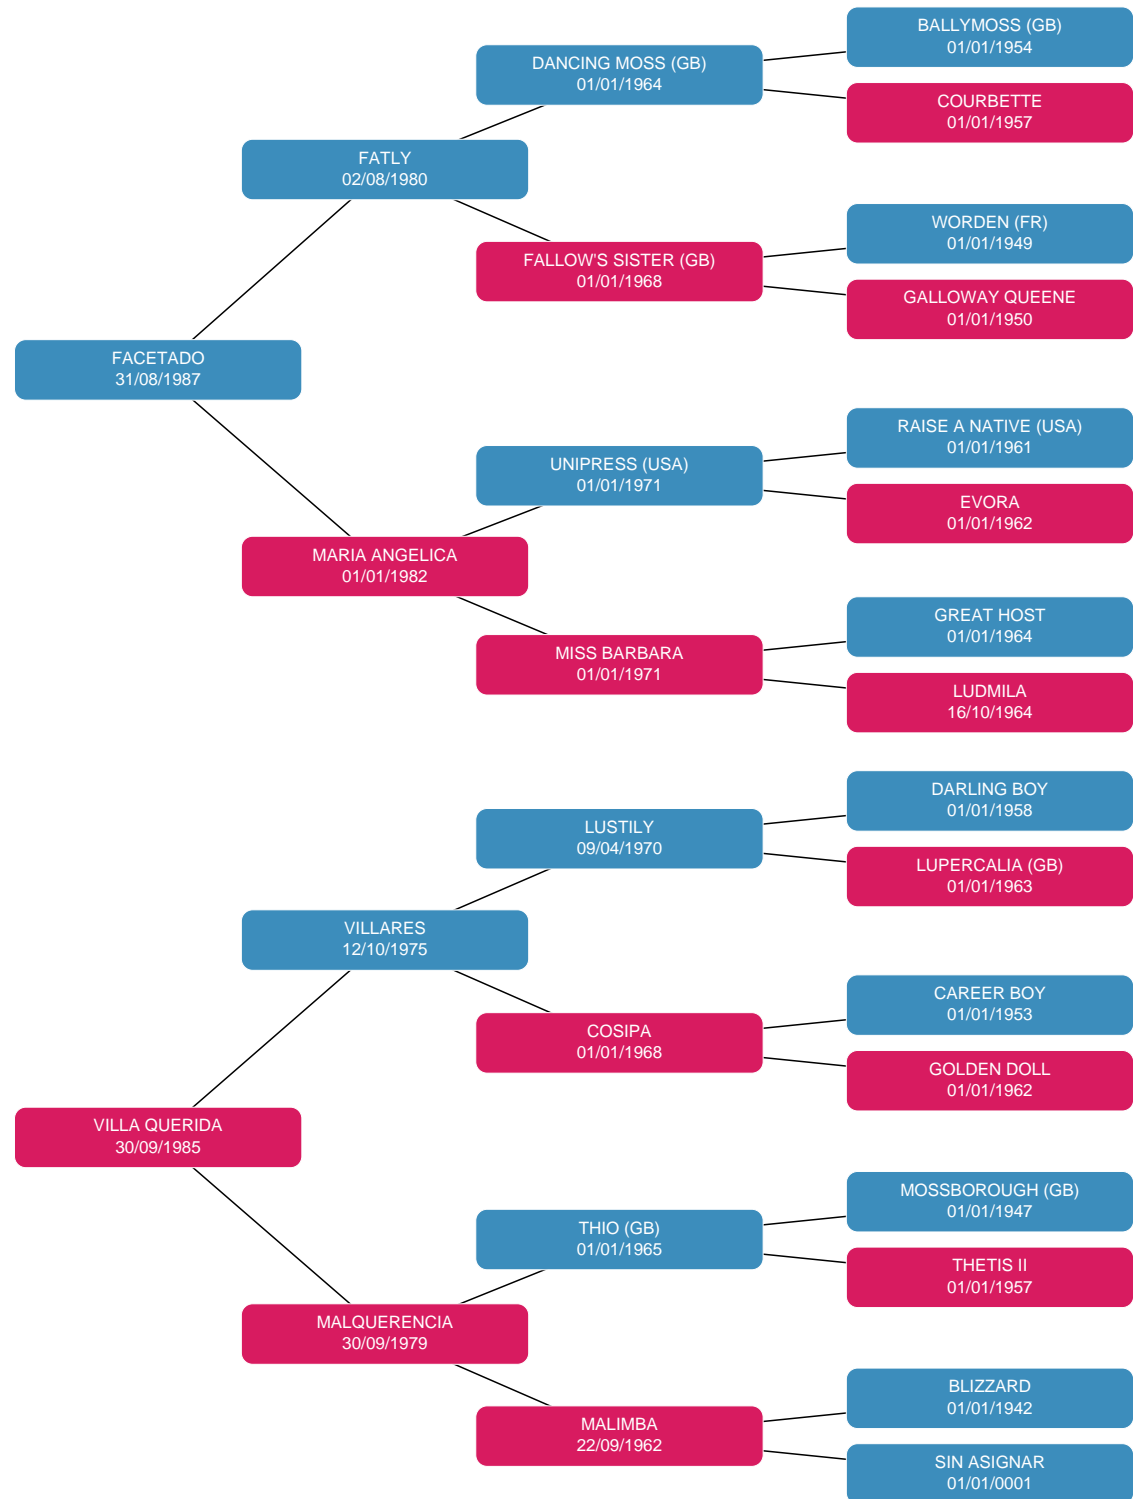 BALLYMOSS (GB)
01/01/1954
DANCING MOSS (GB)
01/01/1964
COURBETTE
01/01/1957
FATLY
02/08/1980
WORDEN (FR)
01/01/1949
FALLOW'S SISTER (GB)
01/01/1968
GALLOWAY QUEENE
01/01/1950
FACETADO
31/08/1987
RAISE A NATIVE (USA)
01/01/1961
UNIPRESS (USA)
01/01/1971
EVORA
01/01/1962
MARIA ANGELICA
01/01/1982
GREAT HOST
01/01/1964
MISS BARBARA
01/01/1971
LUDMILA
16/10/1964
DARLING BOY
01/01/1958
LUSTILY
09/04/1970
LUPERCALIA (GB)
01/01/1963
VILLARES
12/10/1975
CAREER BOY
01/01/1953
COSIPA
01/01/1968
GOLDEN DOLL
01/01/1962
VILLA QUERIDA
30/09/1985
MOSSBOROUGH (GB)
01/01/1947
THIO (GB)
01/01/1965
THETIS II
01/01/1957
MALQUERENCIA
30/09/1979
BLIZZARD
01/01/1942
MALIMBA
22/09/1962
SIN ASIGNAR
01/01/0001